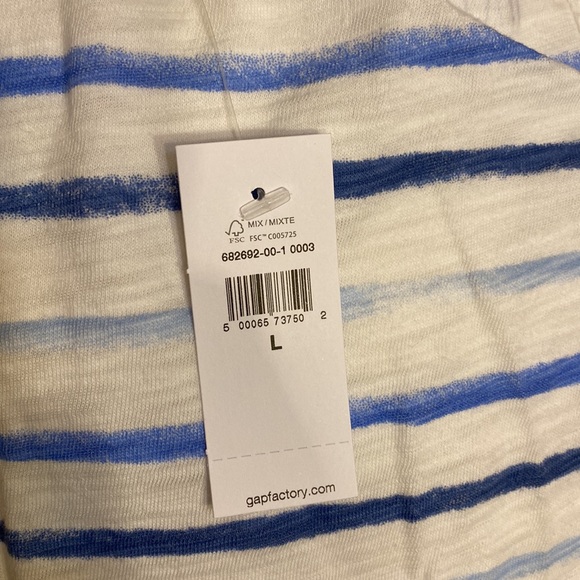 MIX / MIXTE
FSC FSC™ C005725
682692-00-1 0003
5 00065 73750 2
L
gapfactory.com